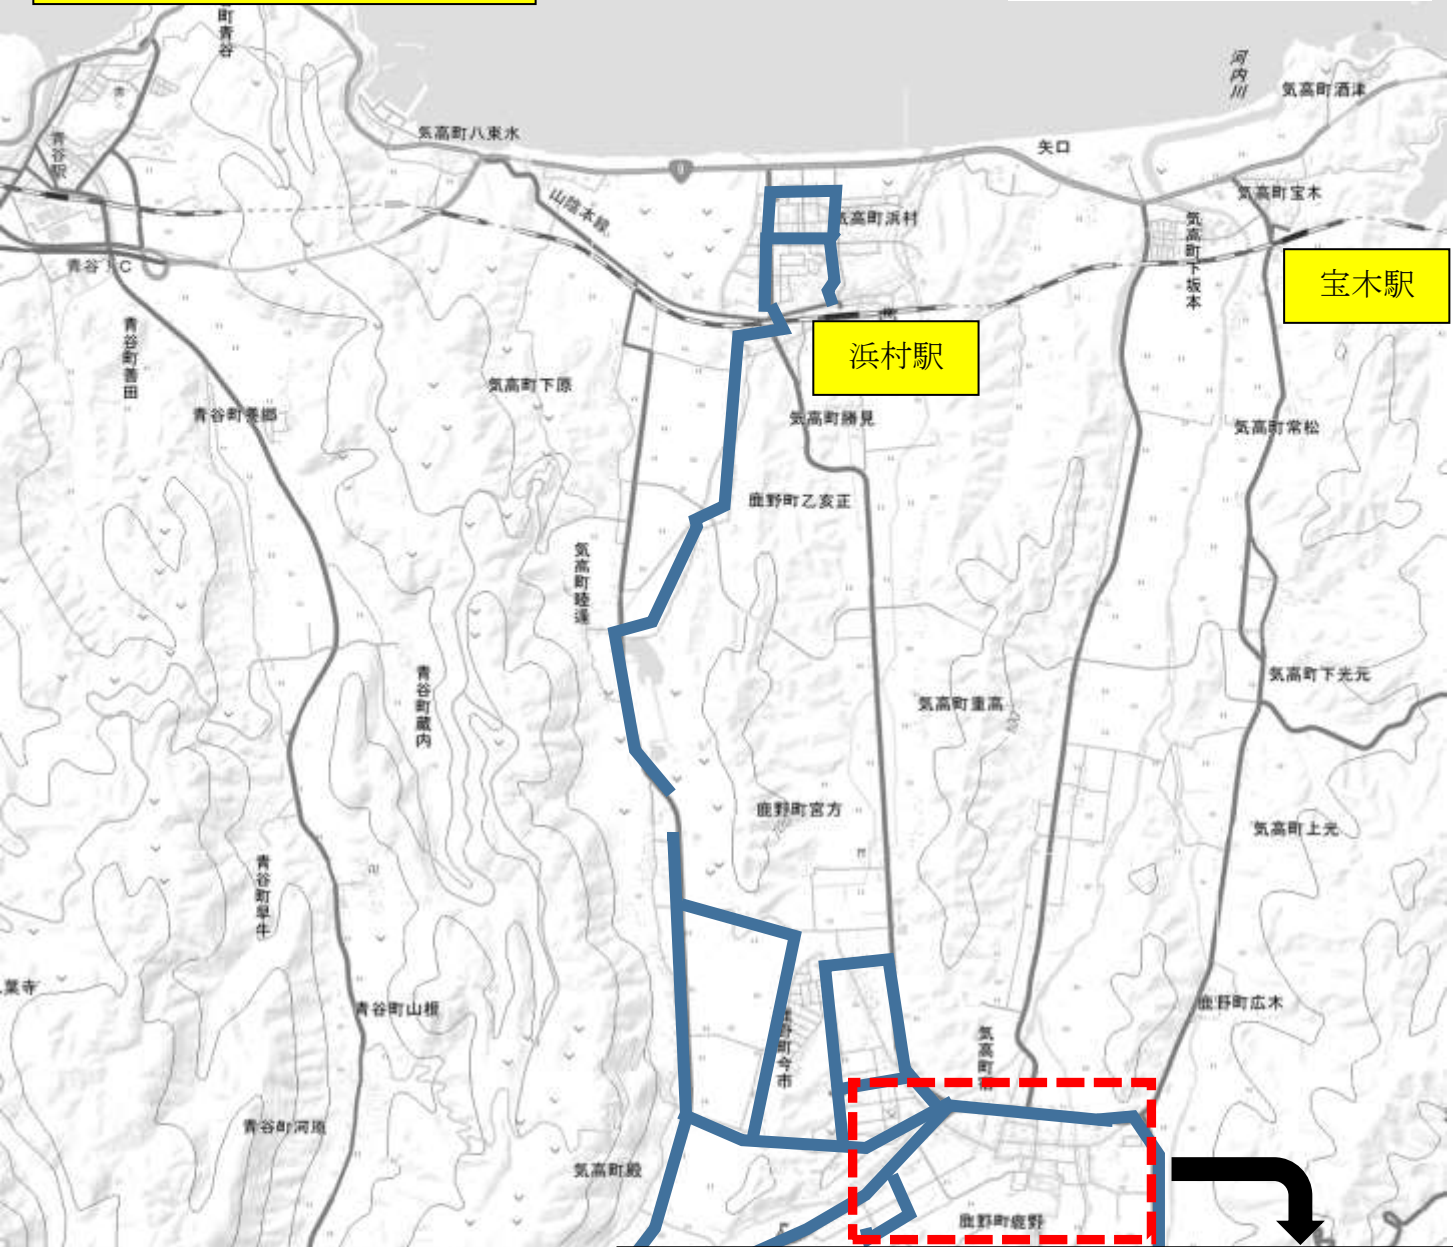 町青谷
河内川
気高町酒津
気高町八束水
青谷駅
矢口
気高町宝木
山陰本線
気高町浜村
気高町下坂本
青谷IC
宝木駅
青谷町善田
浜村駅
気高町下原
青谷町養郷
気高町勝見
気高町常松
鹿野町乙亥正
気高町睦逢
青谷町蔵内
気高町下光元
気高町重高
鹿野町宮方
気高町上光
青谷町早牛
葉寺
青谷町山根
鹿野町広木
鹿野町今市
気高町宿
青谷町河原
気高町殿
鹿野町鹿野